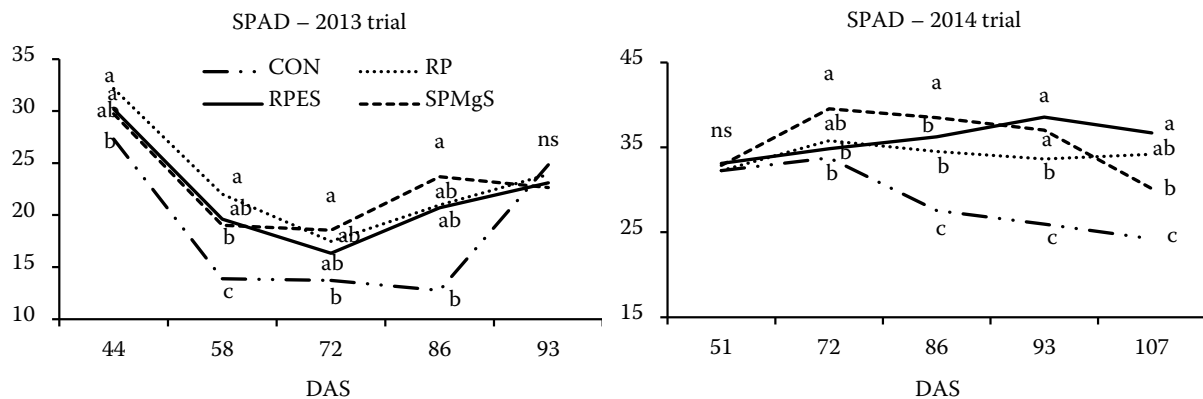 SPAD – 2013 trial
35
30
25
20
15
10
CON
RP
RPES
SPMgS
a
a
ab
b
a
ab
b
c
a
ab
ab
b
a
ab
ab
b
ns
44 58 72 86 93
DAS
SPAD – 2014 trial
45
35
25
15
ns
a
ab
b
b
a
b
b
c
a
a
b
c
a
ab
b
c
51 72 86 93 107
DAS